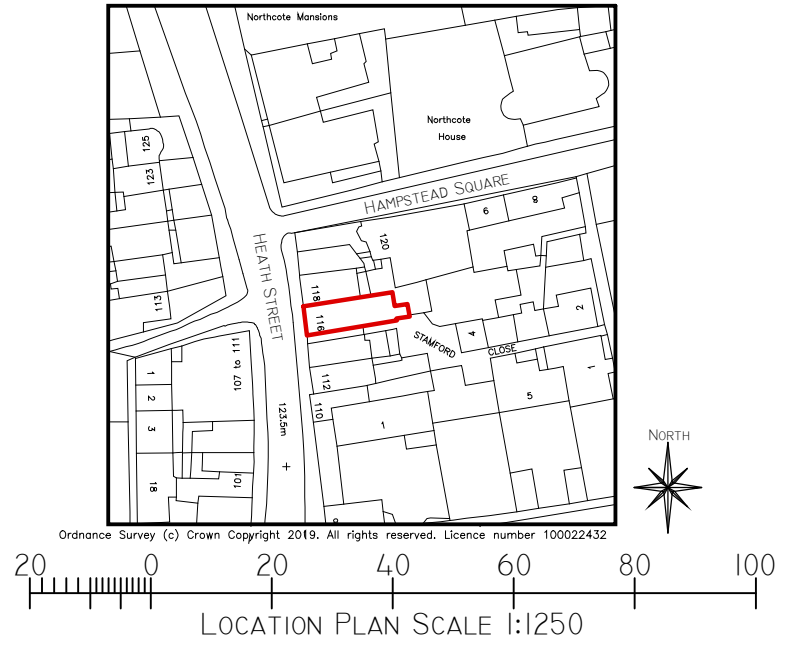 Northcote Mansions
Northcote
House
125
123
HAMPSTEAD SQUARE
6
8
120
HEATH STREET
118
116
113
2
4
STAMFORD
CLOSE
107 to 111
1
2
3
112
110
1
5
1
123.5m
18
101
NORTH
Ordnance Survey (c) Crown Copyright 2019. All rights reserved. Licence number 100022432
20 0 20 40 60 80 100
LOCATION PLAN SCALE 1:1250